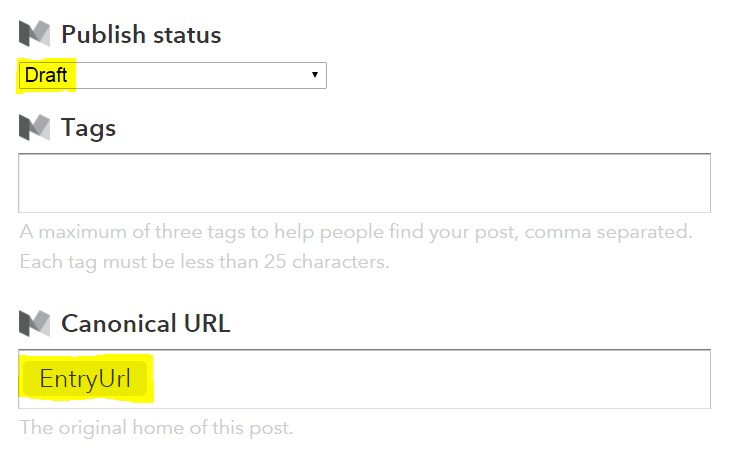 Publish status
Draft
Tags
A maximum of three tags to help people find your post, comma separated.
Each tag must be less than 25 characters.
Canonical URL
EntryUrl
The original home of this post.